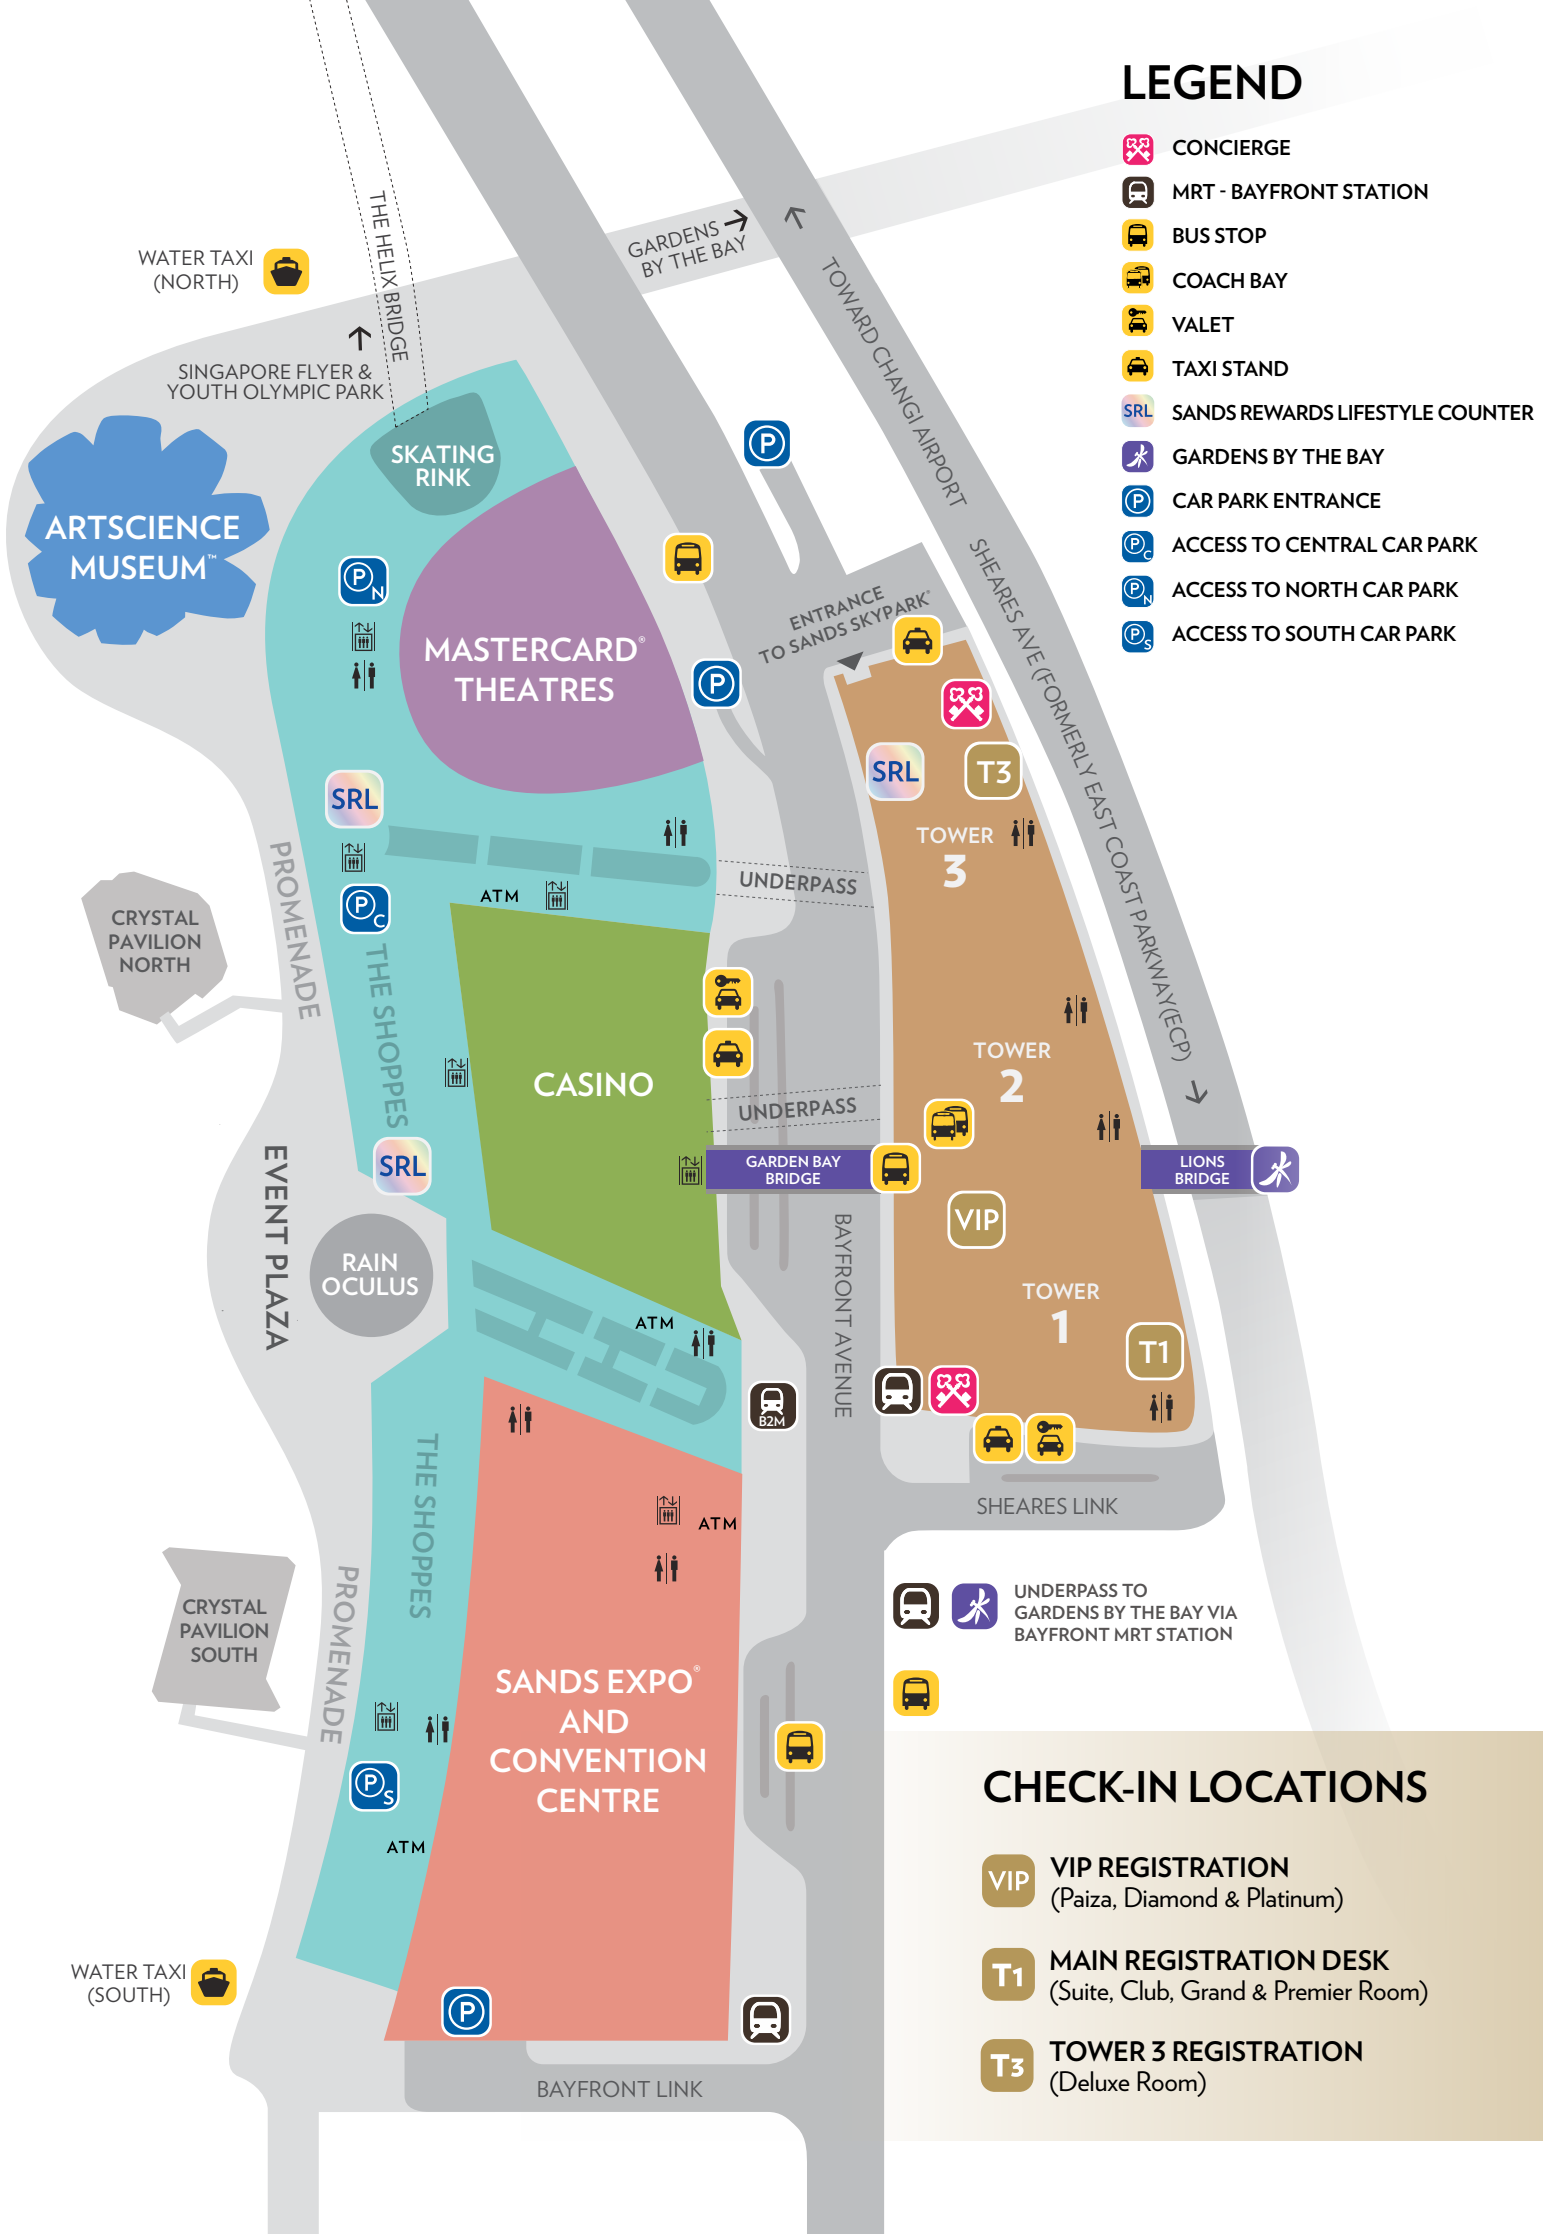 LEGEND
CONCIERGE
MRT - BAYFRONT STATION
BUS STOP
COACH BAY
VALET
TAXI STAND
SRL
SANDS REWARDS LIFESTYLE COUNTER
GARDENS BY THE BAY
P
CAR PARK ENTRANCE
P C
ACCESS TO CENTRAL CAR PARK
P N
ACCESS TO NORTH CAR PARK
P S
ACCESS TO SOUTH CAR PARK
THE HELIX BRIDGE
WATER TAXI
(NORTH)
SINGAPORE FLYER &
YOUTH OLYMPIC PARK
GARDENS
BY THE BAY
TOWARD CHANGI AIRPORT
SHEARES AVE (FORMERLY EAST COAST PARKWAY(ECP)
SKATING
RINK
ARTSCIENCE
MUSEUM™
P
P N
MASTERCARD®
THEATRES
P
ENTRANCE
TO SANDS SKYPARK®
SRL
SRL
T3
TOWER
3
PROMENADE
UNDERPASS
ATM
P C
CRYSTAL
PAVILION
NORTH
THE SHOPPES
CASINO
TOWER
2
UNDERPASS
SRL
GARDEN BAY
BRIDGE
LIONS
BRIDGE
EVENT PLAZA
VIP
RAIN
OCULUS
BAYFRONT AVENUE
TOWER
1
ATM
T1
B2M
THE SHOPPES
ATM
SHEARES LINK
UNDERPASS TO
GARDENS BY THE BAY VIA
BAYFRONT MRT STATION
CRYSTAL
PAVILION
SOUTH
PROMENADE
SANDS EXPO®
AND
CONVENTION
CENTRE
P S
ATM
WATER TAXI
(SOUTH)
P
BAYFRONT LINK
CHECK-IN LOCATIONS
VIP
VIP REGISTRATION
(Paiza, Diamond & Platinum)
T1
MAIN REGISTRATION DESK
(Suite, Club, Grand & Premier Room)
T3
TOWER 3 REGISTRATION
(Deluxe Room)